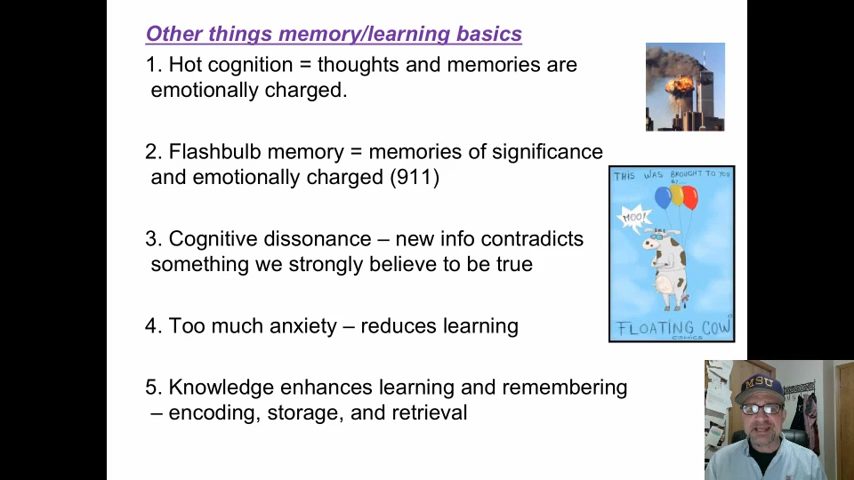 Other things memory/learning basics
1. Hot cognition = thoughts and memories are
emotionally charged.
2. Flashbulb memory = memories of significance
and emotionally charged (911)
3. Cognitive dissonance – new info contradicts
something we strongly believe to be true
4. Too much anxiety – reduces learning
5. Knowledge enhances learning and remembering
– encoding, storage, and retrieval
THIS WAS BROUGHT TO YOU
BY
MOO!
FLOATING COW
COMICS
MSU